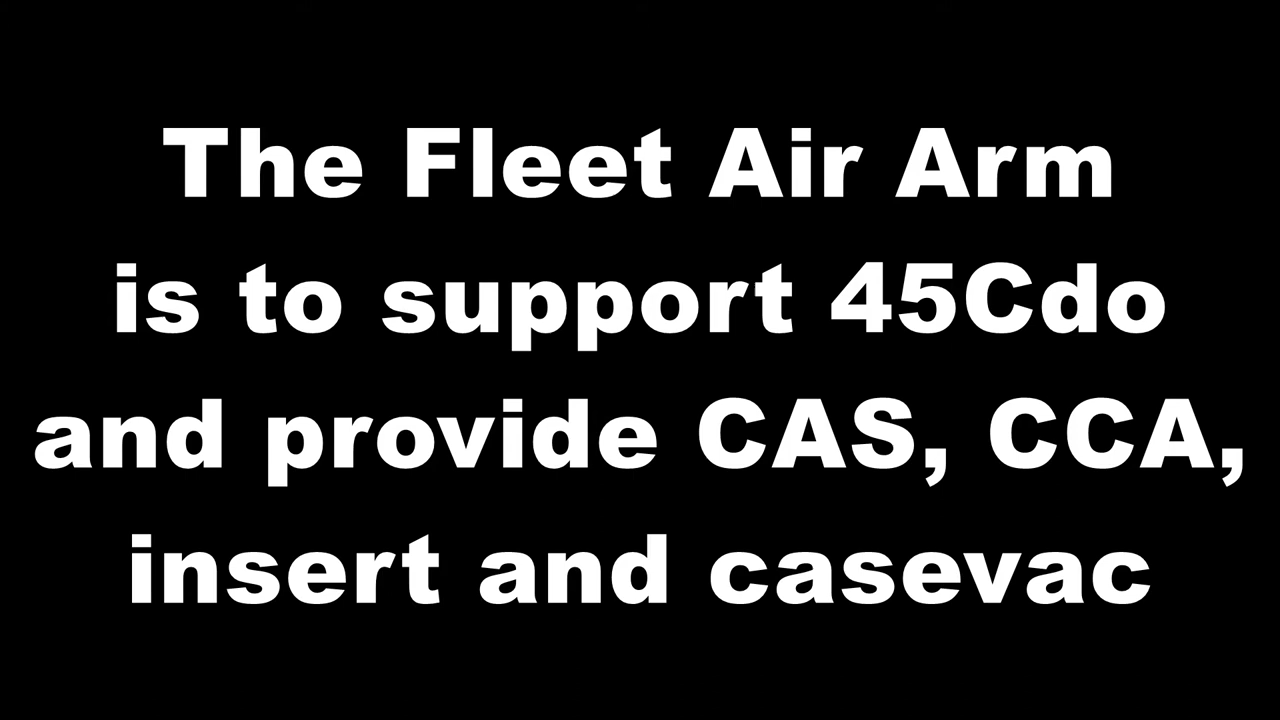 The Fleet Air Arm
is to support 45Cdo
and provide CAS, CCA,
insert and casevac